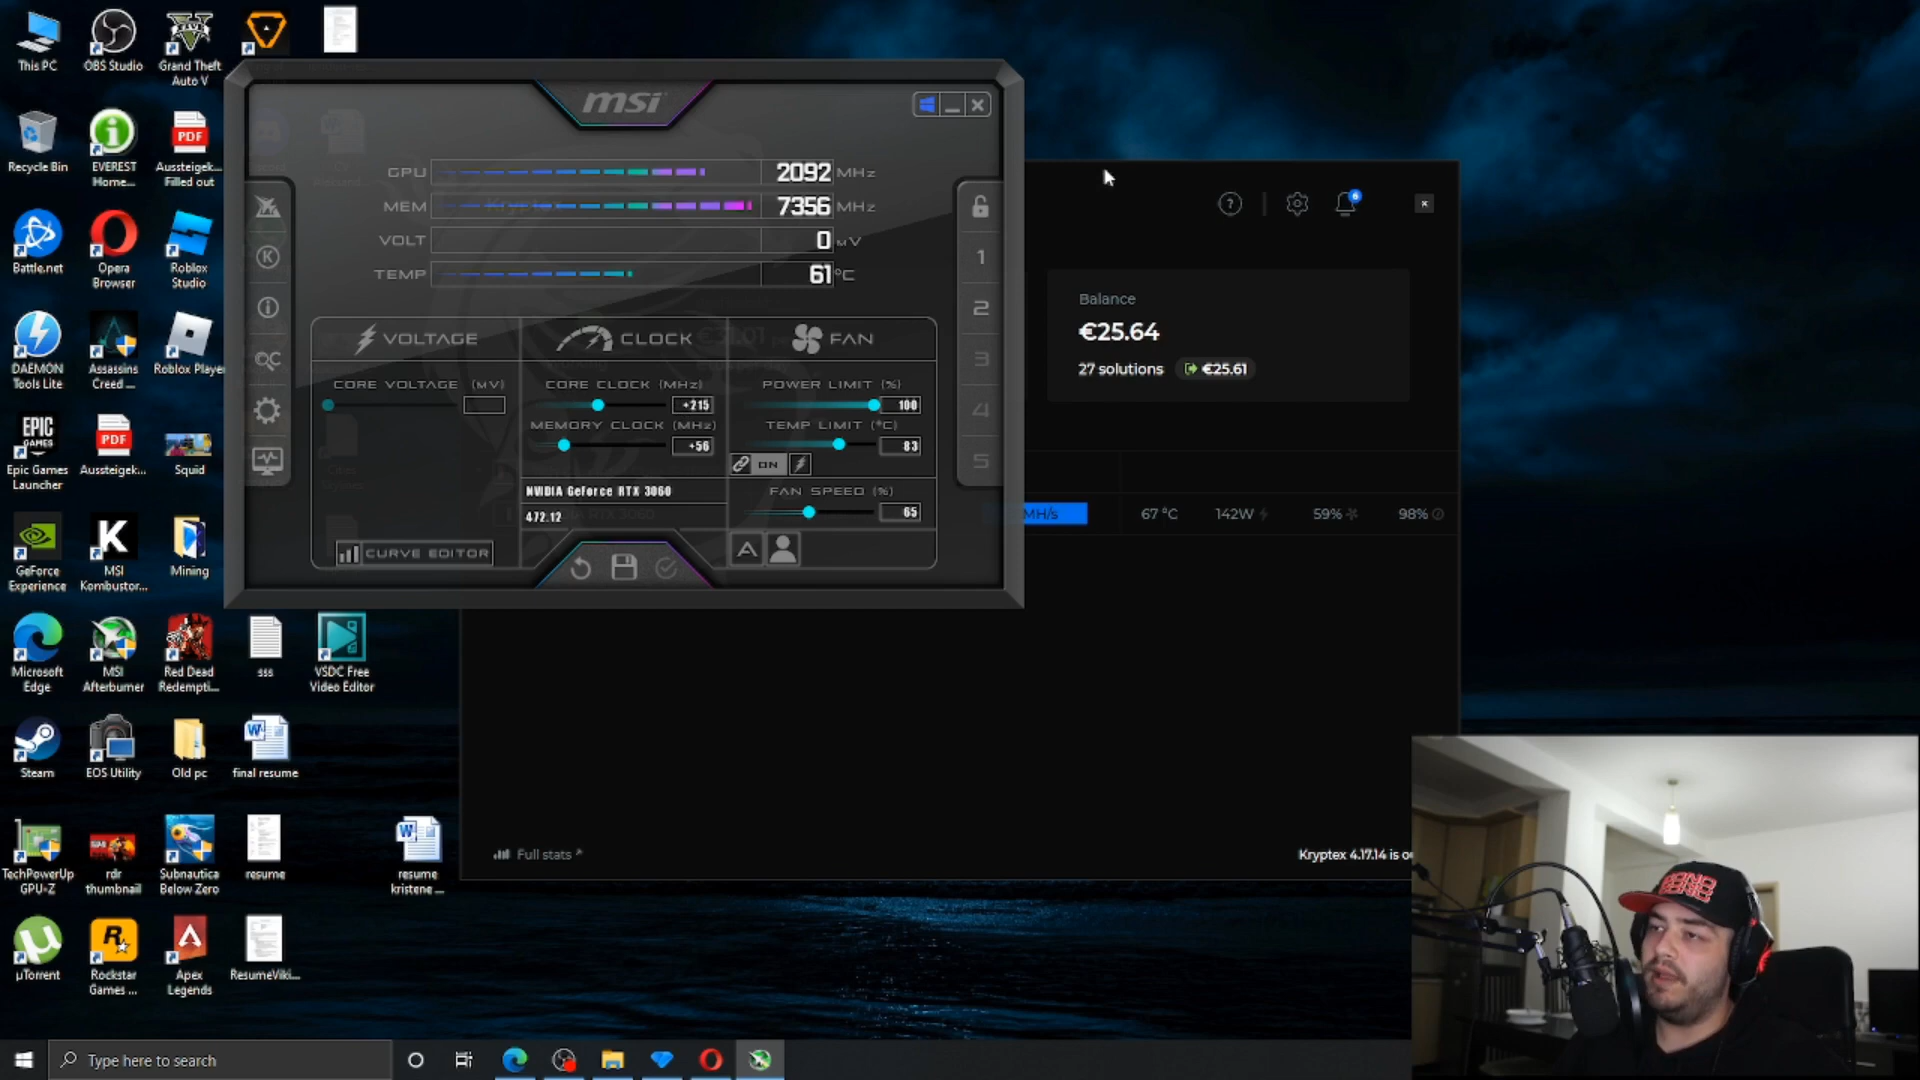 This PC
OBS Studio
Grand Theft
Auto V
Recycle Bin
EVEREST
Home...
PDF
Aussteigek...
Filled out
Battle.net
Opera
Browser
Roblox
Studio
DAEMON
Tools Lite
Assassins
Creed ...
Roblox Player
EPIC
GAMES
Epic Games
Launcher
PDF
Aussteigek...
Squid
GeForce
Experience
K
MSI
Kombustor...
Mining
Microsoft
Edge
MSI
Afterburner
Red Dead
Redempti...
sss
VSDC Free
Video Editor
Steam
EOS Utility
Old pc
final resume
TechPowerUp
GPU-Z
rdr
thumbnail
Subnautica
Below Zero
resume
resume
kristene ...
µTorrent
Rockstar
Games ...
Apex
Legends
ResumeViki...
msi
GPU 2092 MHz
MEM 7356 MHz
VOLT 0 MV
TEMP 61 °C
K
i
OC
1
2
3
4
5
VOLTAGE
CLOCK
FAN
CORE VOLTAGE (MV)
CORE CLOCK (MHz)
+215
MEMORY CLOCK (MHz)
+56
POWER LIMIT (%)
100
TEMP LIMIT (°C)
83
ON
FAN SPEED (%)
65
NVIDIA GeForce RTX 3060
472.12
CURVE EDITOR
A
?
Balance
€25.64
27 solutions €25.61
MH/s 67 °C 142W 59% 98%
Full stats
Kryptex 4.17.14 is
Type here to search